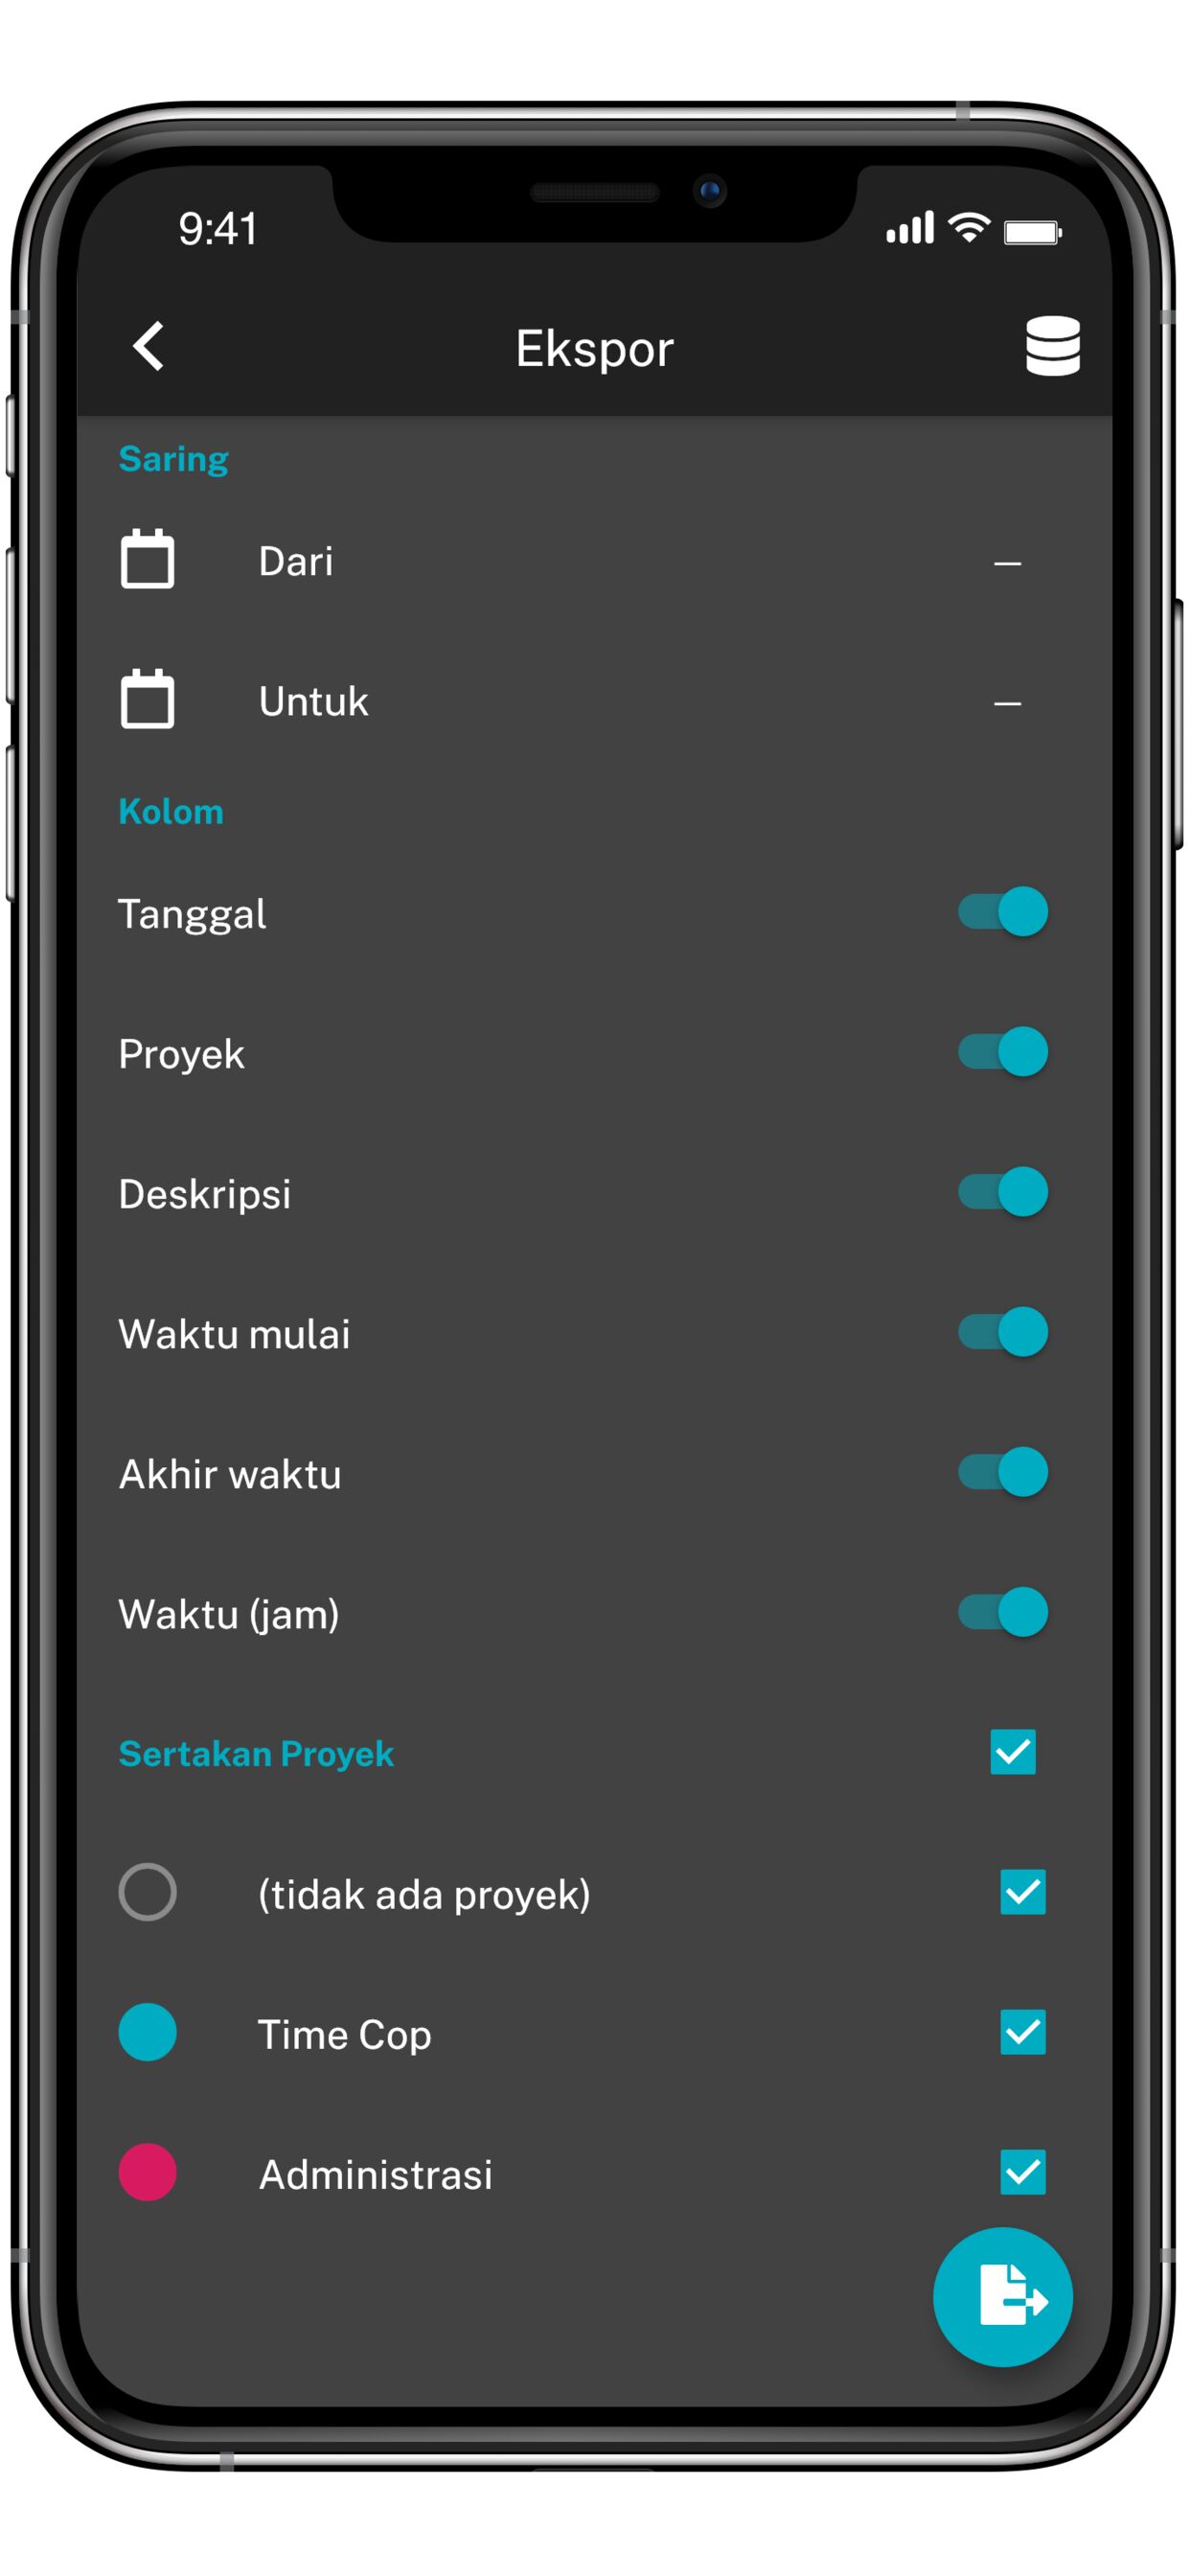 9:41
Ekspor
Saring
Dari –
Untuk –
Kolom
Tanggal
Proyek
Deskripsi
Waktu mulai
Akhir waktu
Waktu (jam)
Sertakan Proyek
(tidak ada proyek)
Time Cop
Administrasi